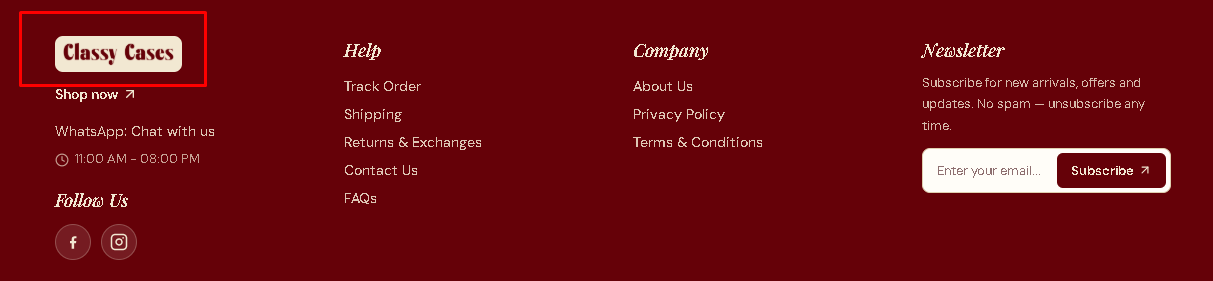 Classy Cases
Shop now
WhatsApp: Chat with us
11:00 AM - 08:00 PM
Follow Us
Help
Track Order
Shipping
Returns & Exchanges
Contact Us
FAQs
Company
About Us
Privacy Policy
Terms & Conditions
Newsletter
Subscribe for new arrivals, offers and
updates. No spam — unsubscribe any
time.
Enter your email...
Subscribe